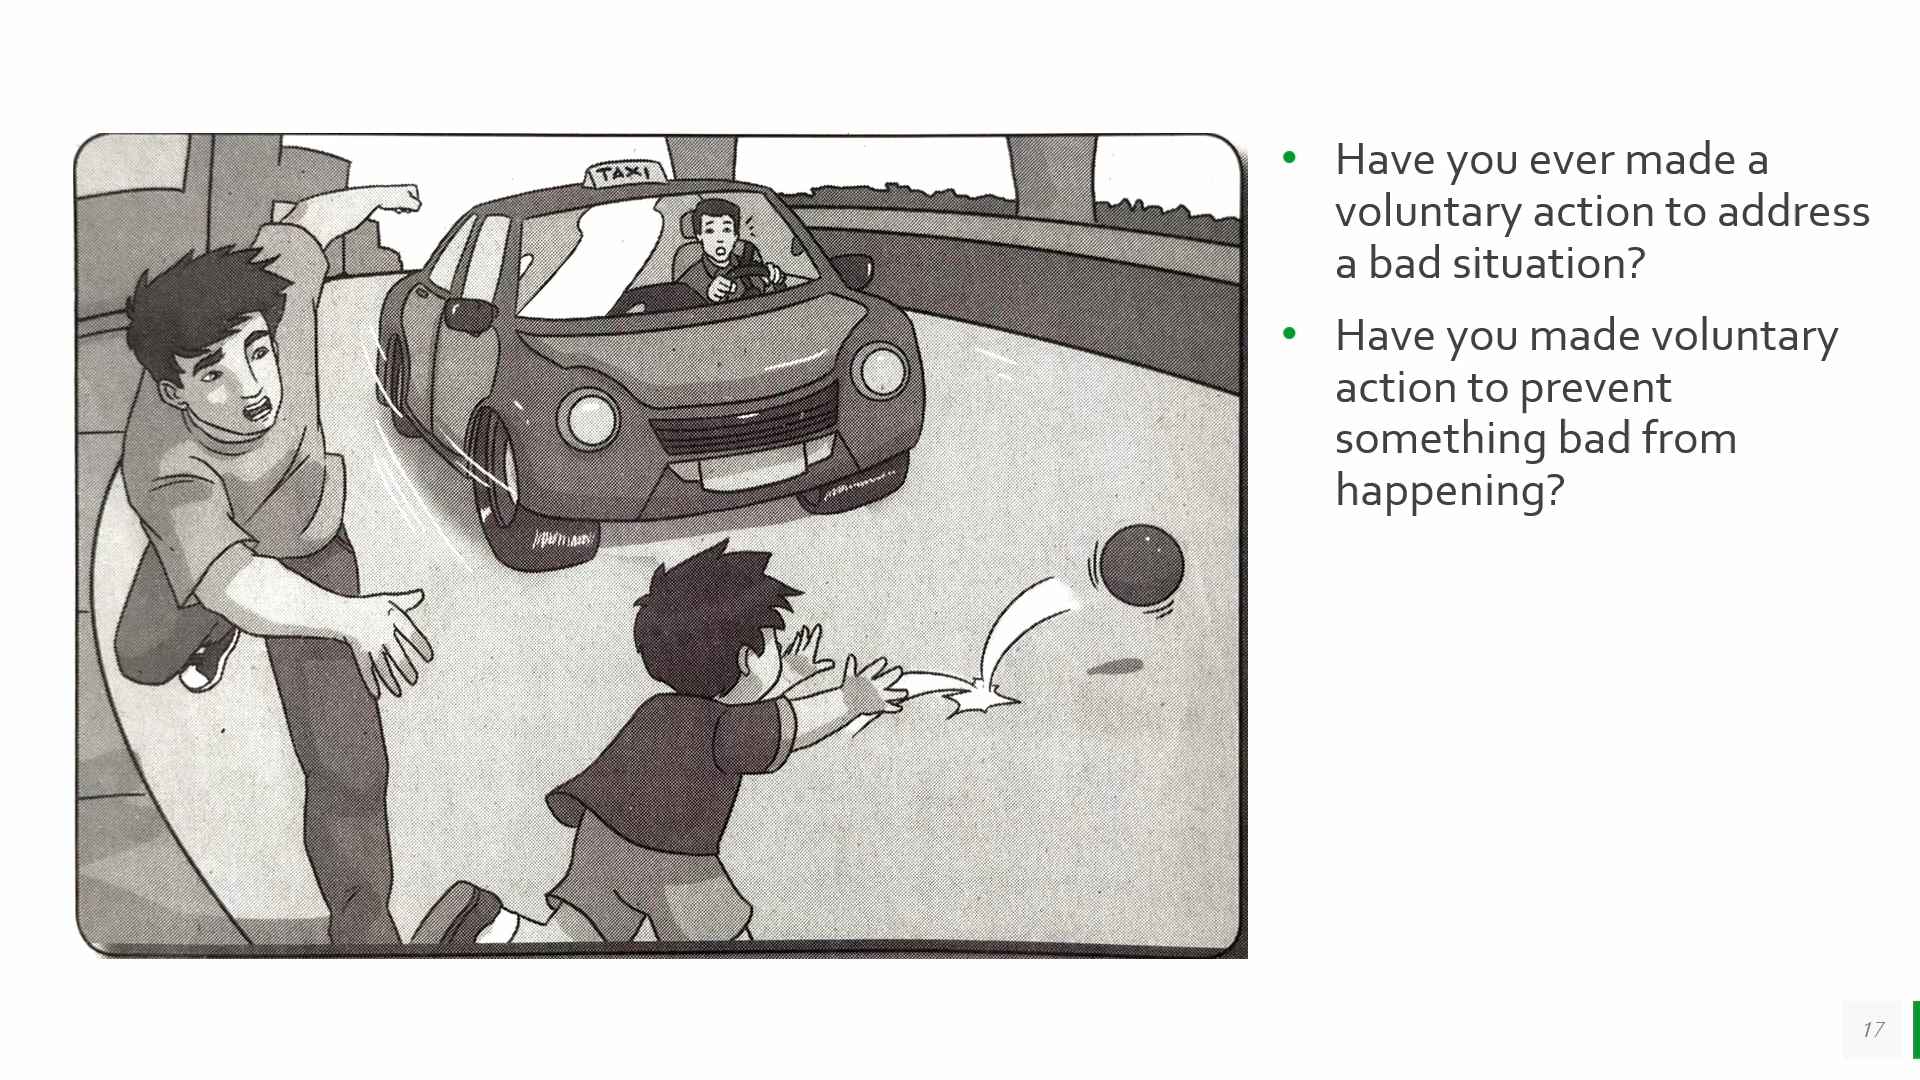 TAXI
• Have you ever made a
voluntary action to address
a bad situation?
• Have you made voluntary
action to prevent
something bad from
happening?
17